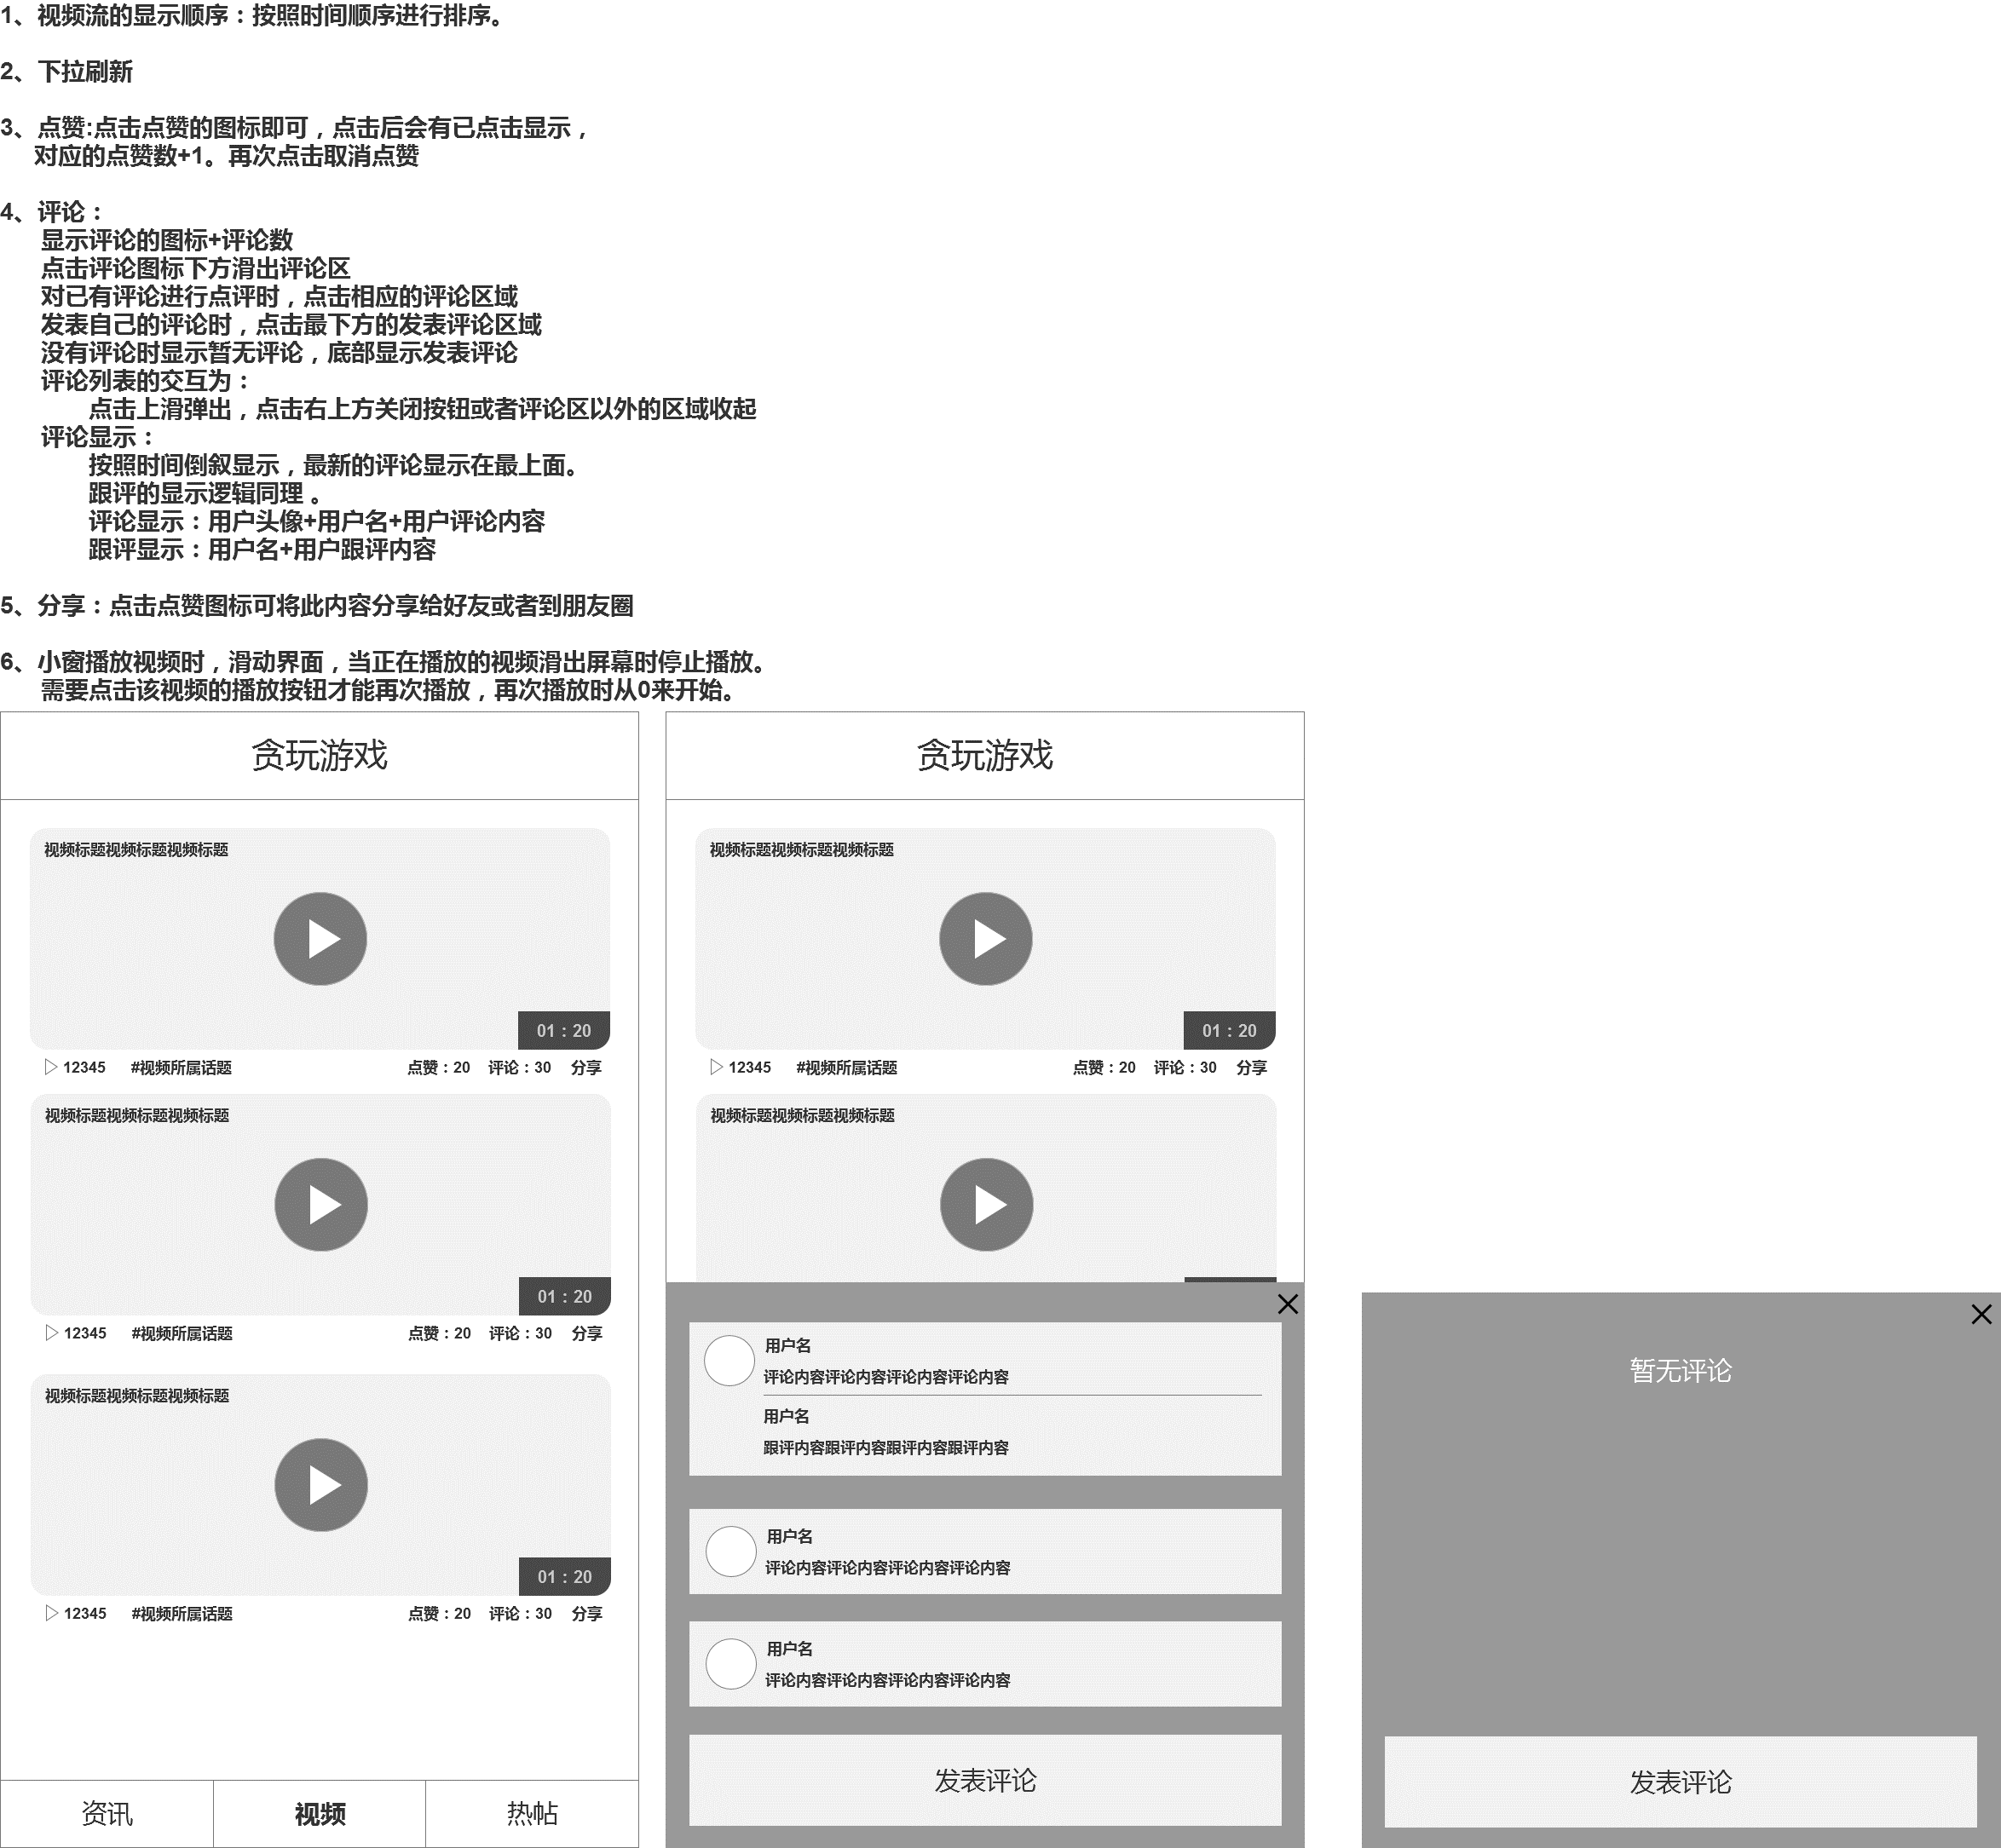 1、视频流的显示顺序：按照时间顺序进行排序。
2、下拉刷新
3、点赞:点击点赞的图标即可，点击后会有已点击显示，
对应的点赞数+1。再次点击取消点赞
4、评论：
显示评论的图标+评论数
点击评论图标下方滑出评论区
对已有评论进行点评时，点击相应的评论区域
发表自己的评论时，点击最下方的发表评论区域
没有评论时显示暂无评论，底部显示发表评论
评论列表的交互为：
点击上滑弹出，点击右上方关闭按钮或者评论区以外的区域收起
评论显示：
按照时间倒叙显示，最新的评论显示在最上面。
跟评的显示逻辑同理 。
评论显示：用户头像+用户名+用户评论内容
跟评显示：用户名+用户跟评内容
5、分享：点击点赞图标可将此内容分享给好友或者到朋友圈
6、小窗播放视频时，滑动界面，当正在播放的视频滑出屏幕时停止播放。
需要点击该视频的播放按钮才能再次播放，再次播放时从0来开始。
贪玩游戏
视频标题视频标题视频标题
01：20
12345 #视频所属话题 点赞：20 评论：30 分享
视频标题视频标题视频标题
01：20
12345 #视频所属话题 点赞：20 评论：30 分享
视频标题视频标题视频标题
01：20
12345 #视频所属话题 点赞：20 评论：30 分享
资讯 视频 热帖
贪玩游戏
视频标题视频标题视频标题
01：20
12345 #视频所属话题 点赞：20 评论：30 分享
视频标题视频标题视频标题
用户名
评论内容评论内容评论内容评论内容
用户名
跟评内容跟评内容跟评内容跟评内容
用户名
评论内容评论内容评论内容评论内容
用户名
评论内容评论内容评论内容评论内容
发表评论
暂无评论
发表评论